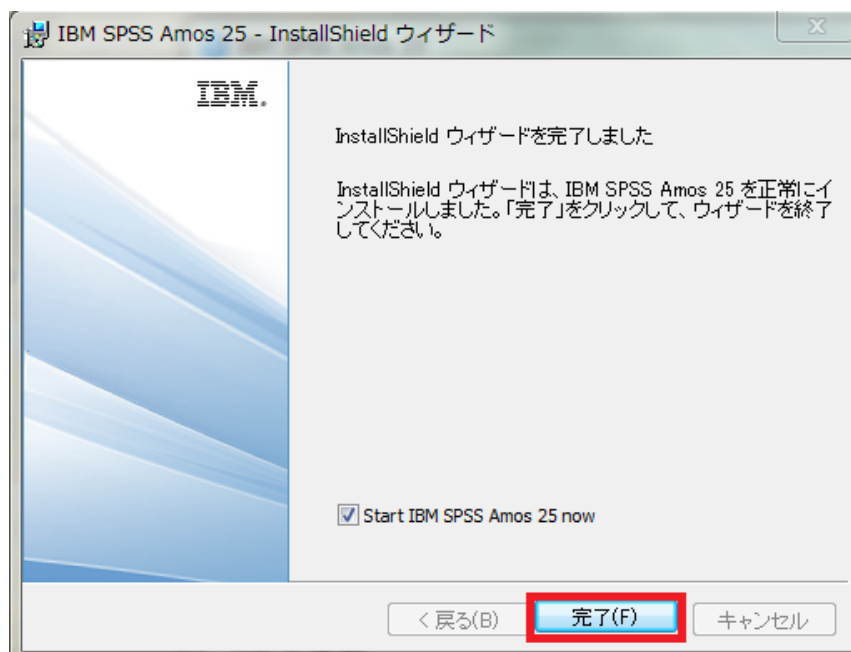 IBM SPSS Amos 25 - InstallShield ウィザード
IBM.
InstallShield ウィザードを完了しました
InstallShield ウィザードは、IBM SPSS Amos 25 を正常にイ
ンストールしました。「完了」をクリックして、ウィザードを終了
してください。
Start IBM SPSS Amos 25 now
< 戻る(B)
完了(F)
キャンセル